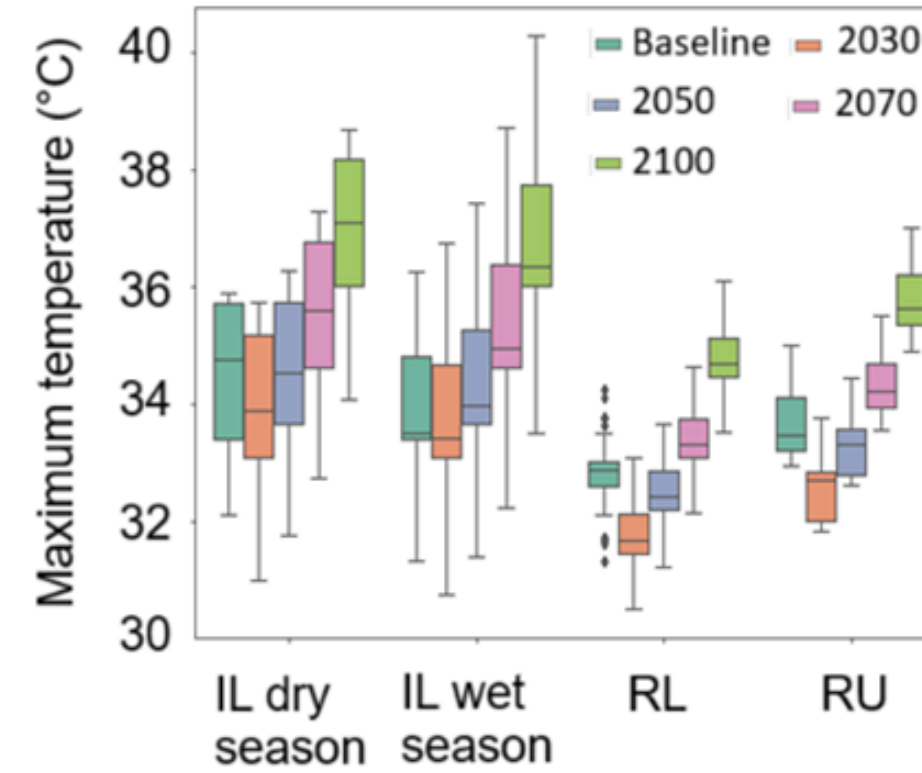 Maximum temperature (°C)
40
38
36
34
32
30
Baseline 2030
2050 2070
2100
IL dry season
IL wet season
RL
RU